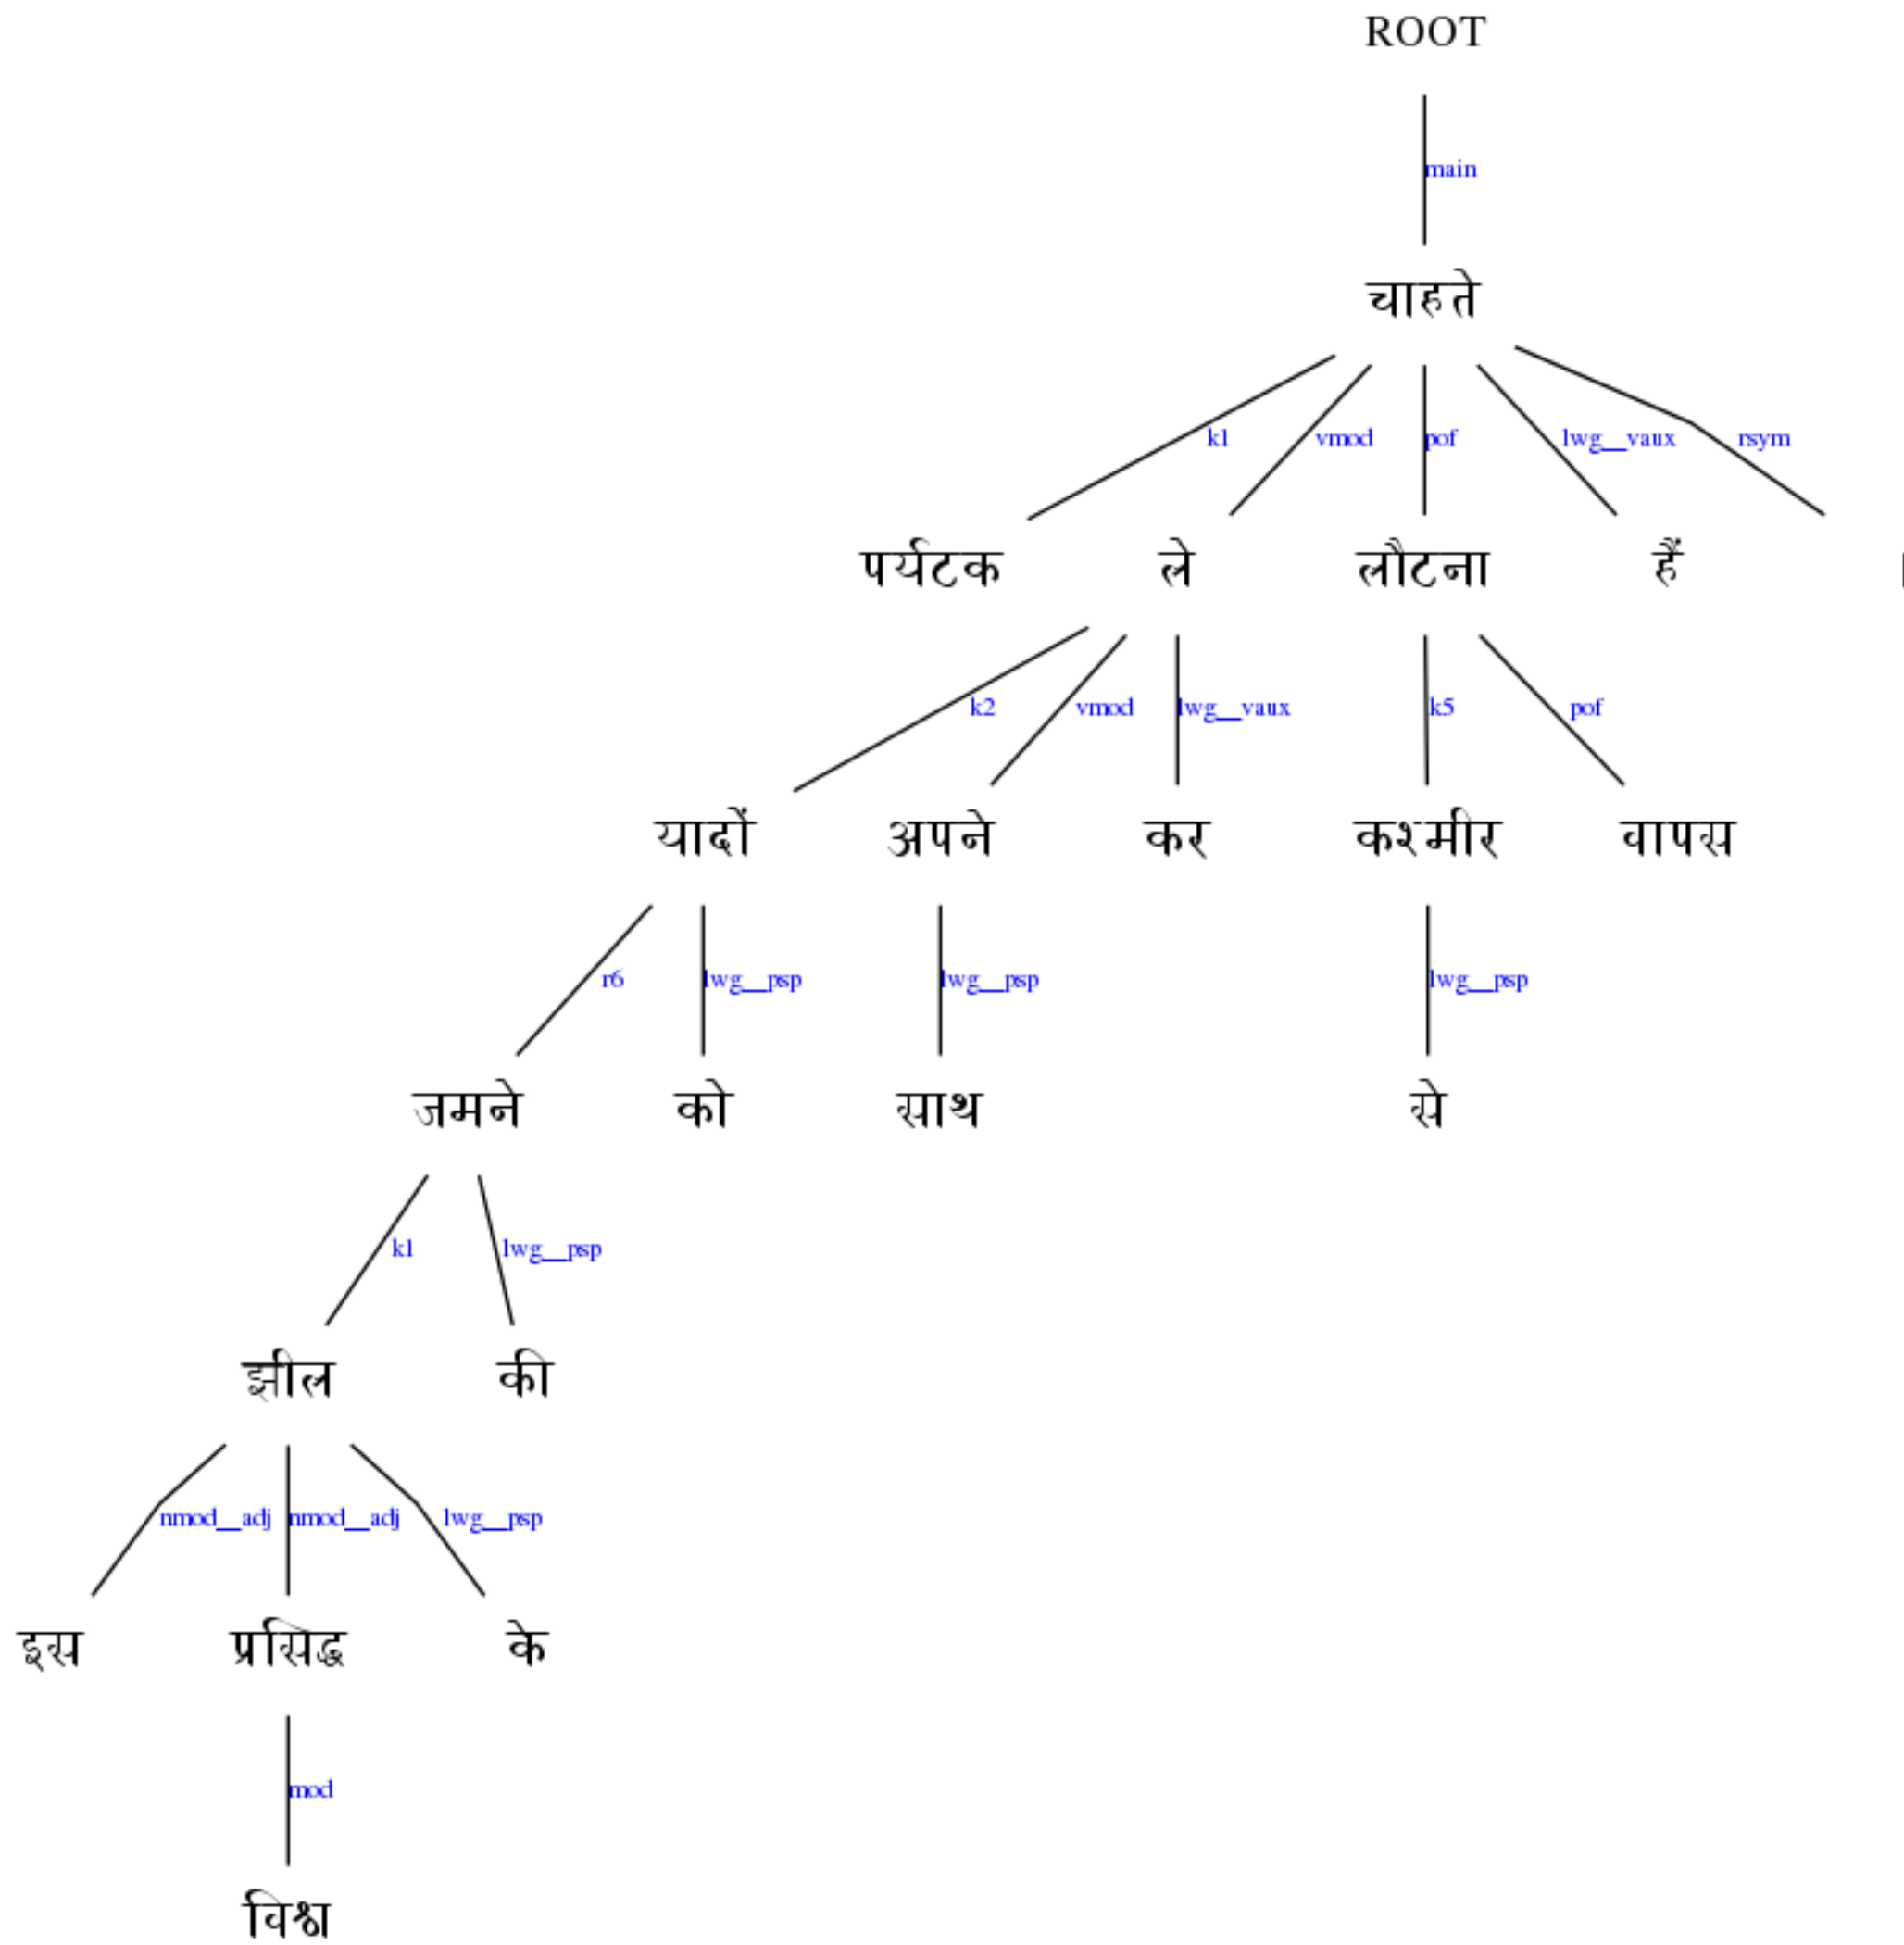 ROOT
main
चाहते
k1 vmod pof lwg__vaux rsym
पर्यटक ले लौटना हैं
k2 vmod lwg__vaux k5 pof
यादों अपने कर कश्मीर वापस
r6 lwg__psp lwg__psp lwg__psp
जमने को साथ से
k1 lwg__psp
झील की
nmod__adj nmod__adj lwg__psp
इस प्रसिद्ध के
mod
विश्व